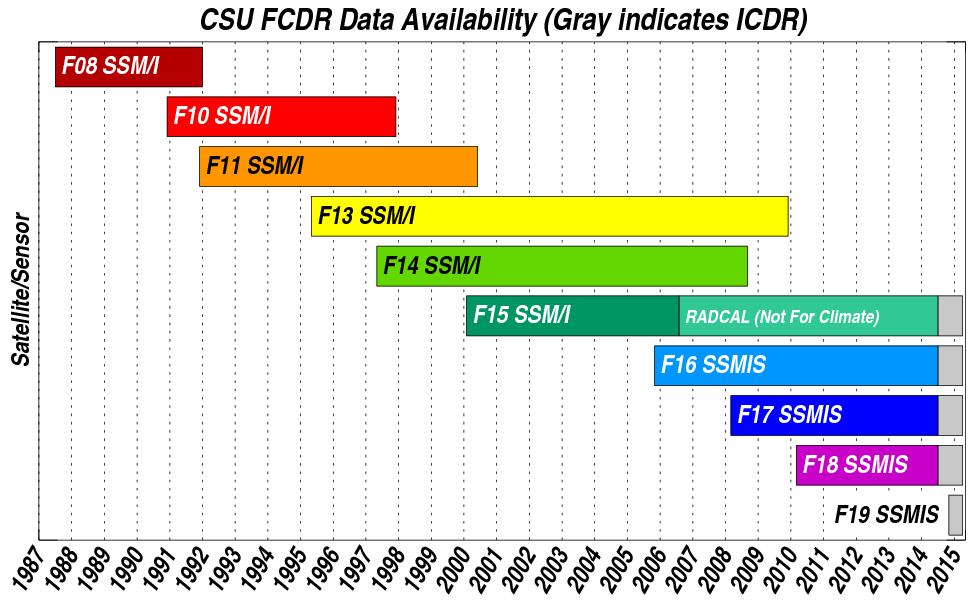 CSU FCDR Data Availability (Gray indicates ICDR)
Satellite/Sensor
F08 SSM/I
F10 SSM/I
F11 SSM/I
F13 SSM/I
F14 SSM/I
F15 SSM/I RADCAL (Not For Climate)
F16 SSMIS
F17 SSMIS
F18 SSMIS
F19 SSMIS
1987 1988 1989 1990 1991 1992 1993 1994 1995 1996 1997 1998 1999 2000 2001 2002 2003 2004 2005 2006 2007 2008 2009 2010 2011 2012 2013 2014 2015